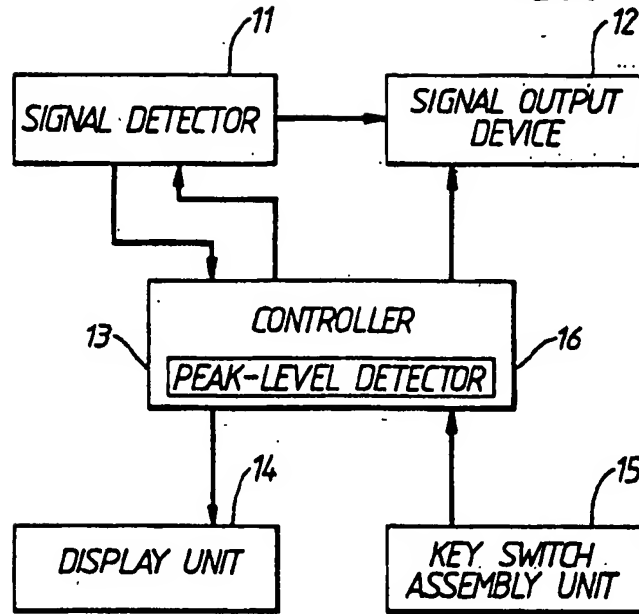 11
12
SIGNAL DETECTOR
SIGNAL OUTPUT
DEVICE
CONTROLLER
13
16
PEAK-LEVEL DETECTOR
14
15
DISPLAY UNIT
KEY SWITCH
ASSEMBLY UNIT